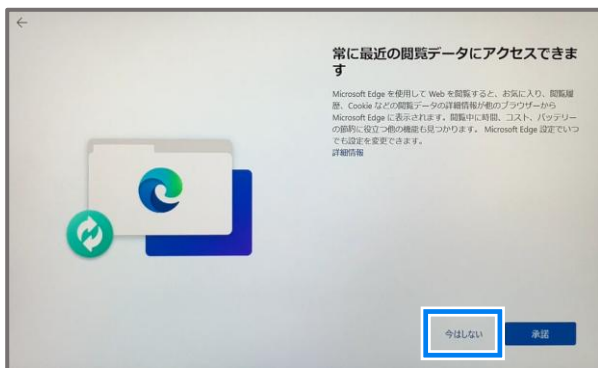 常に最近の閲覧データにアクセスできま
す
Microsoft Edge を使用して Web を閲覧すると、お気に入り、閲覧履
歴、Cookie などの閲覧データの詳細情報が他のブラウザーから
Microsoft Edge に表示されます。閲覧中に時間、コスト、バッテリー
の節約に役立つ他の機能も見つかります。 Microsoft Edge 設定でいつ
でも設定を変更できます。
詳細情報
今はしない
承諾